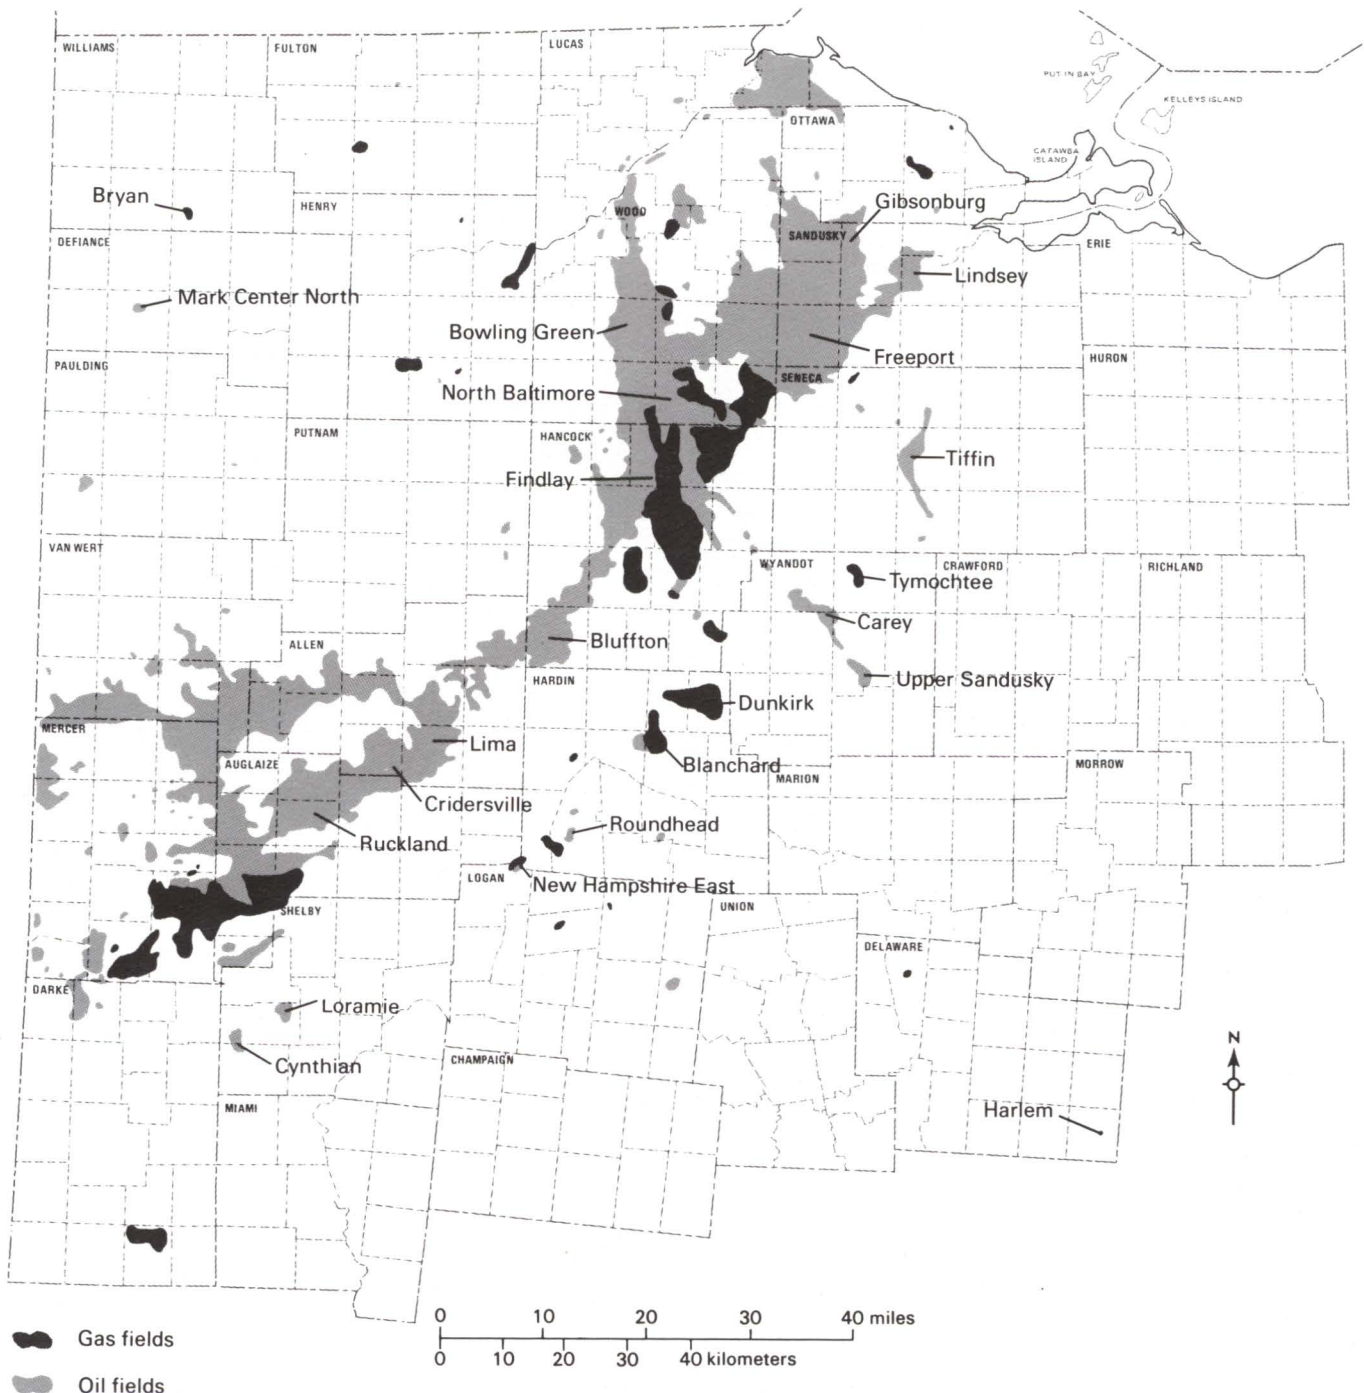 WILLIAMS
FULTON
LUCAS
PUT IN BAY
KELLEYS ISLAND
OTTAWA
CATAWBA
ISLAND
Bryan
HENRY
WOOD
Gibsonburg
SANDUSKY
DEFIANCE
ERIE
Lindsey
Mark Center North
Bowling Green
Freeport
PAULDING
HURON
SENECA
North Baltimore
PUTNAM
HANCOCK
Tiffin
Findlay
VAN WERT
WYANDOT
CRAWFORD
RICHLAND
Tymochtee
Carey
ALLEN
Bluffton
HARDIN
Upper Sandusky
Dunkirk
MERCER
Lima
AUGLAIZE
Blanchard
MARION
MORROW
Cridersville
Roundhead
Ruckland
LOGAN
New Hampshire East
SHELBY
UNION
DELAWARE
DARKE
Loramie
N
CHAMPAIGN
Cynthian
MIAMI
Harlem
0 10 20 30 40 miles
0 10 20 30 40 kilometers
Gas fields
Oil fields